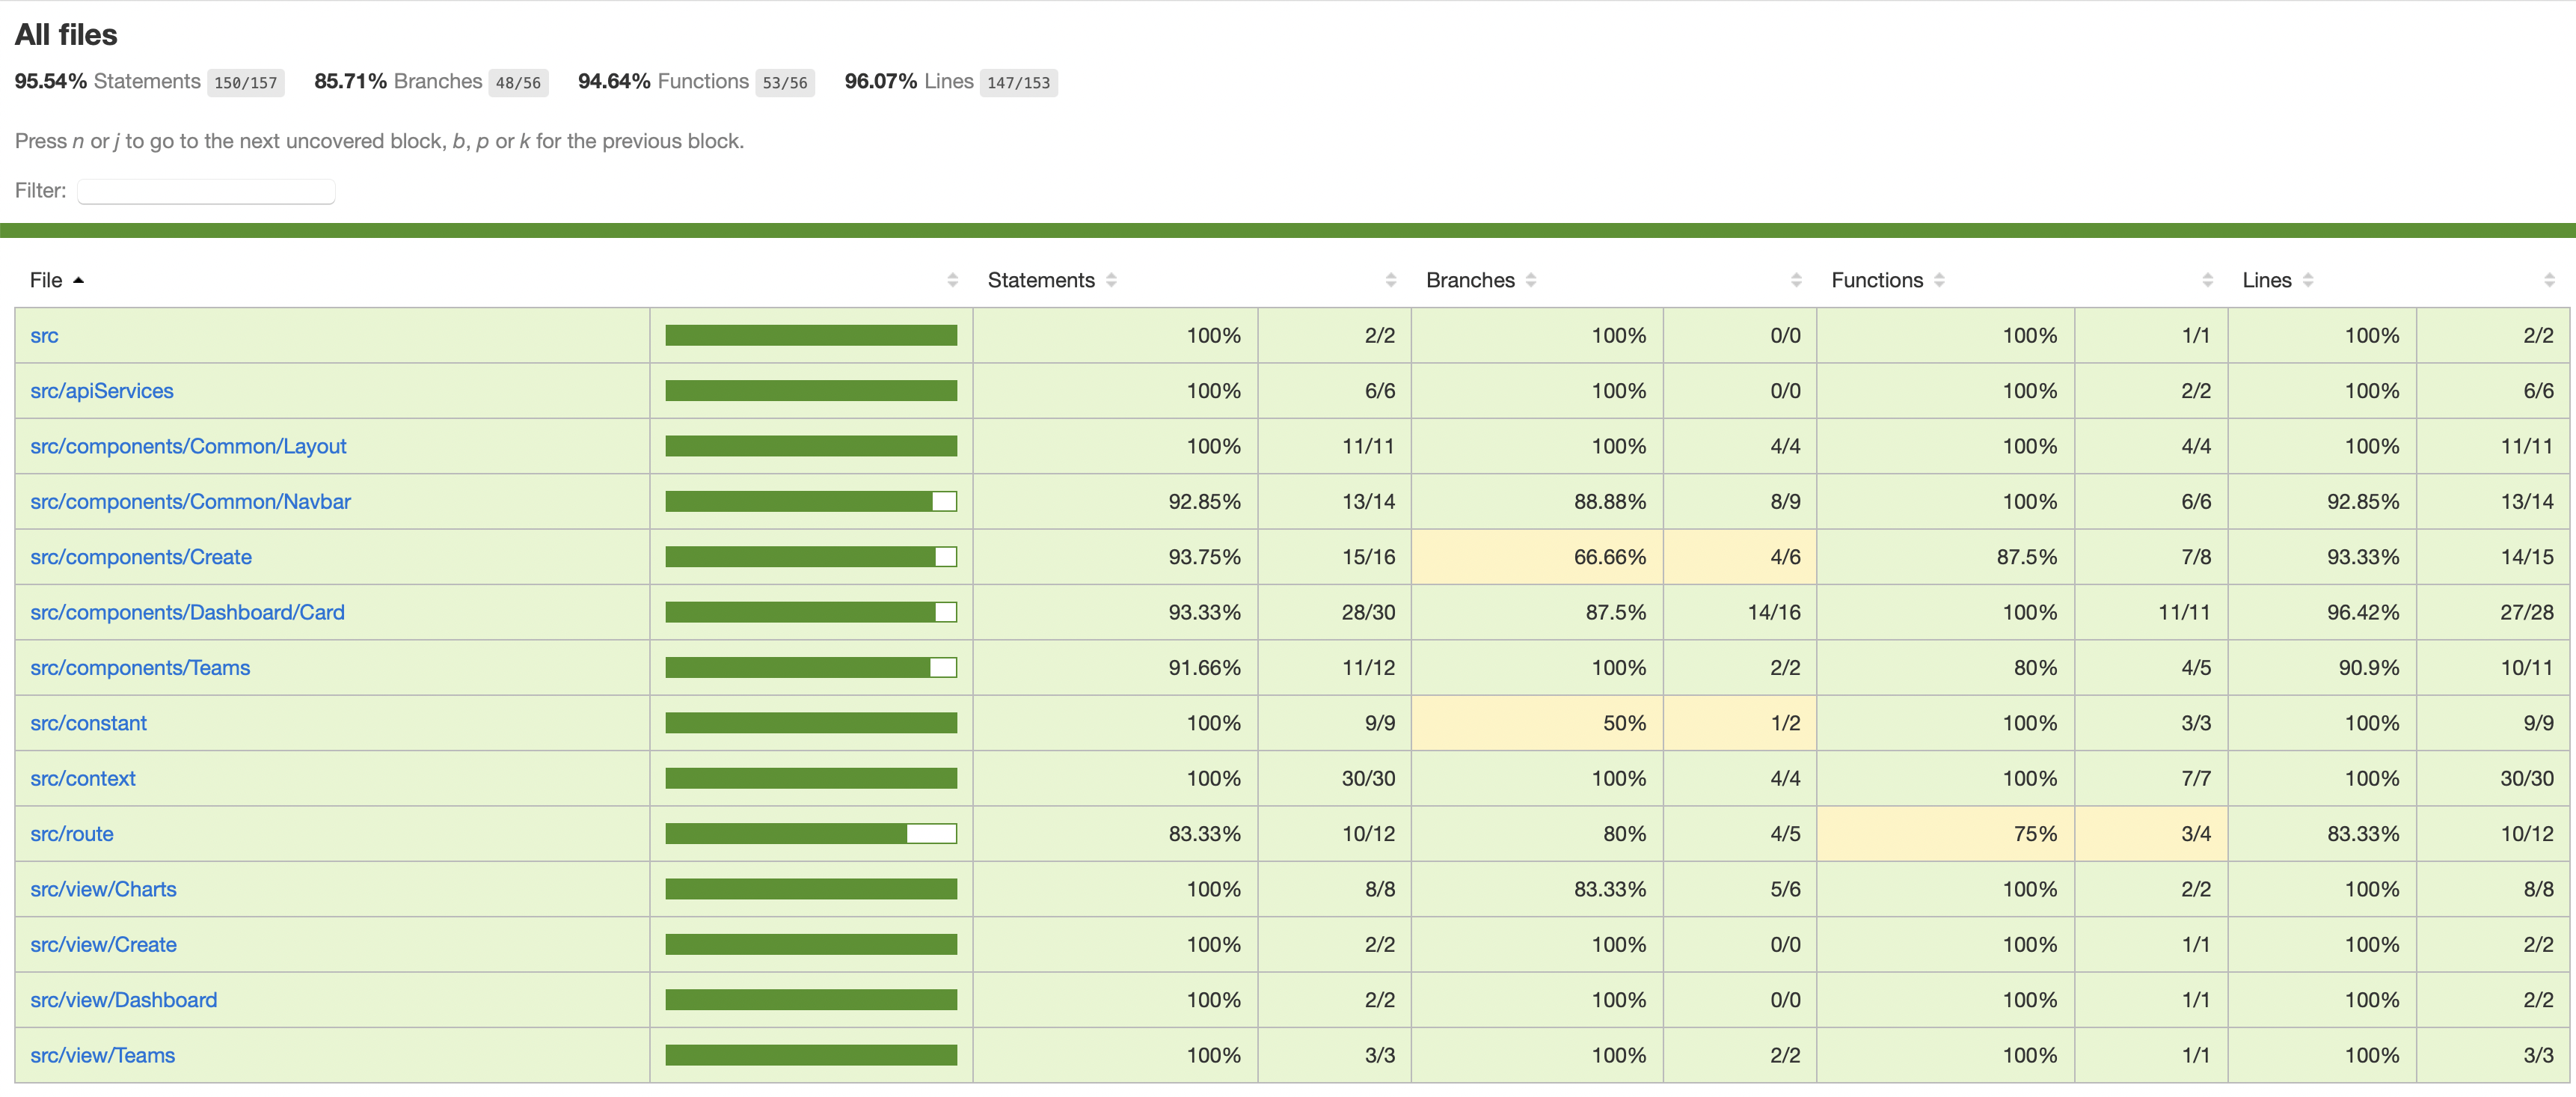 All files
95.54% Statements 150/157 85.71% Branches 48/56 94.64% Functions 53/56 96.07% Lines 147/153
Press n or j to go to the next uncovered block, b, p or k for the previous block.
Filter:
File Statements Branches Functions Lines
src 100% 2/2 100% 0/0 100% 1/1 100% 2/2
src/apiServices 100% 6/6 100% 0/0 100% 2/2 100% 6/6
src/components/Common/Layout 100% 11/11 100% 4/4 100% 4/4 100% 11/11
src/components/Common/Navbar 92.85% 13/14 88.88% 8/9 100% 6/6 92.85% 13/14
src/components/Create 93.75% 15/16 66.66% 4/6 87.5% 7/8 93.33% 14/15
src/components/Dashboard/Card 93.33% 28/30 87.5% 14/16 100% 11/11 96.42% 27/28
src/components/Teams 91.66% 11/12 100% 2/2 80% 4/5 90.9% 10/11
src/constant 100% 9/9 50% 1/2 100% 3/3 100% 9/9
src/context 100% 30/30 100% 4/4 100% 7/7 100% 30/30
src/route 83.33% 10/12 80% 4/5 75% 3/4 83.33% 10/12
src/view/Charts 100% 8/8 83.33% 5/6 100% 2/2 100% 8/8
src/view/Create 100% 2/2 100% 0/0 100% 1/1 100% 2/2
src/view/Dashboard 100% 2/2 100% 0/0 100% 1/1 100% 2/2
src/view/Teams 100% 3/3 100% 2/2 100% 1/1 100% 3/3